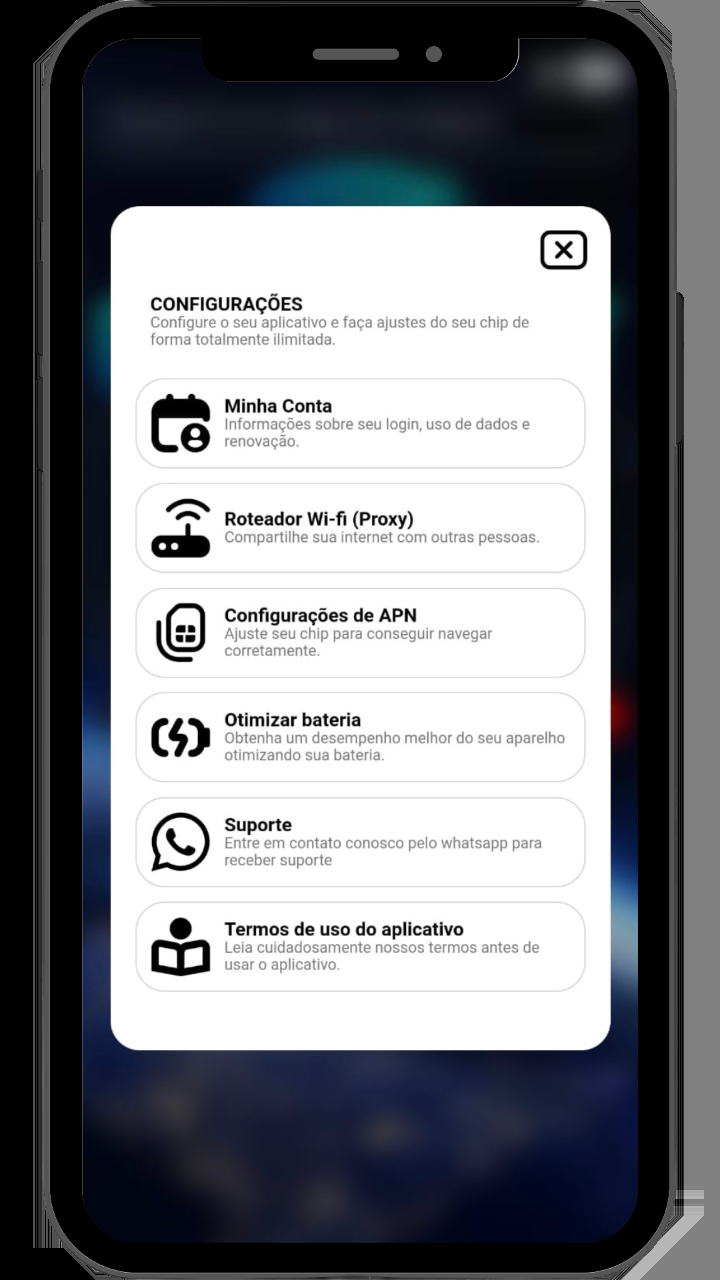 CONFIGURAÇÕES
Configure o seu aplicativo e faça ajustes do seu chip de
forma totalmente ilimitada.
Minha Conta
Informações sobre seu login, uso de dados e
renovação.
Roteador Wi-fi (Proxy)
Compartilhe sua internet com outras pessoas.
Configurações de APN
Ajuste seu chip para conseguir navegar
corretamente.
Otimizar bateria
Obtenha um desempenho melhor do seu aparelho
otimizando sua bateria.
Suporte
Entre em contato conosco pelo whatsapp para
receber suporte
Termos de uso do aplicativo
Leia cuidadosamente nossos termos antes de
usar o aplicativo.